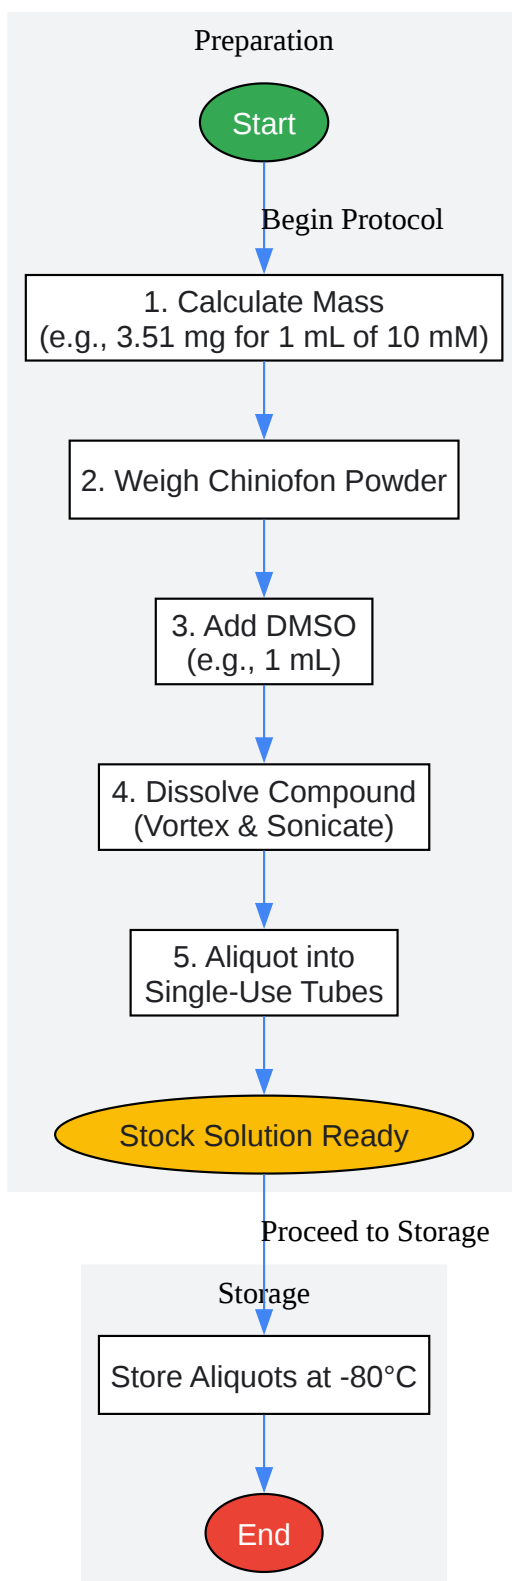 Preparation
Start
Begin Protocol
1. Calculate Mass
(e.g., 3.51 mg for 1 mL of 10 mM)
2. Weigh Chiniofon Powder
3. Add DMSO
(e.g., 1 mL)
4. Dissolve Compound
(Vortex & Sonicate)
5. Aliquot into
Single-Use Tubes
Stock Solution Ready
Proceed to Storage
Storage
Store Aliquots at -80°C
End